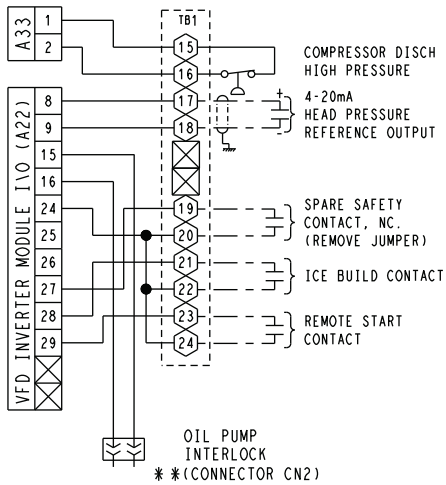 TB1
A33
1
2
15
16
COMPRESSOR DISCH
HIGH PRESSURE
VFD INVERTER MODULE I\O (A22)
8
9
15
16
24
25
26
27
28
29
17
18
+
4-20mA
HEAD PRESSURE
REFERENCE OUTPUT
19
20
SPARE SAFETY
CONTACT, NC.
(REMOVE JUMPER)
21
22
ICE BUILD CONTACT
23
24
REMOTE START
CONTACT
OIL PUMP
INTERLOCK
**(CONNECTOR CN2)